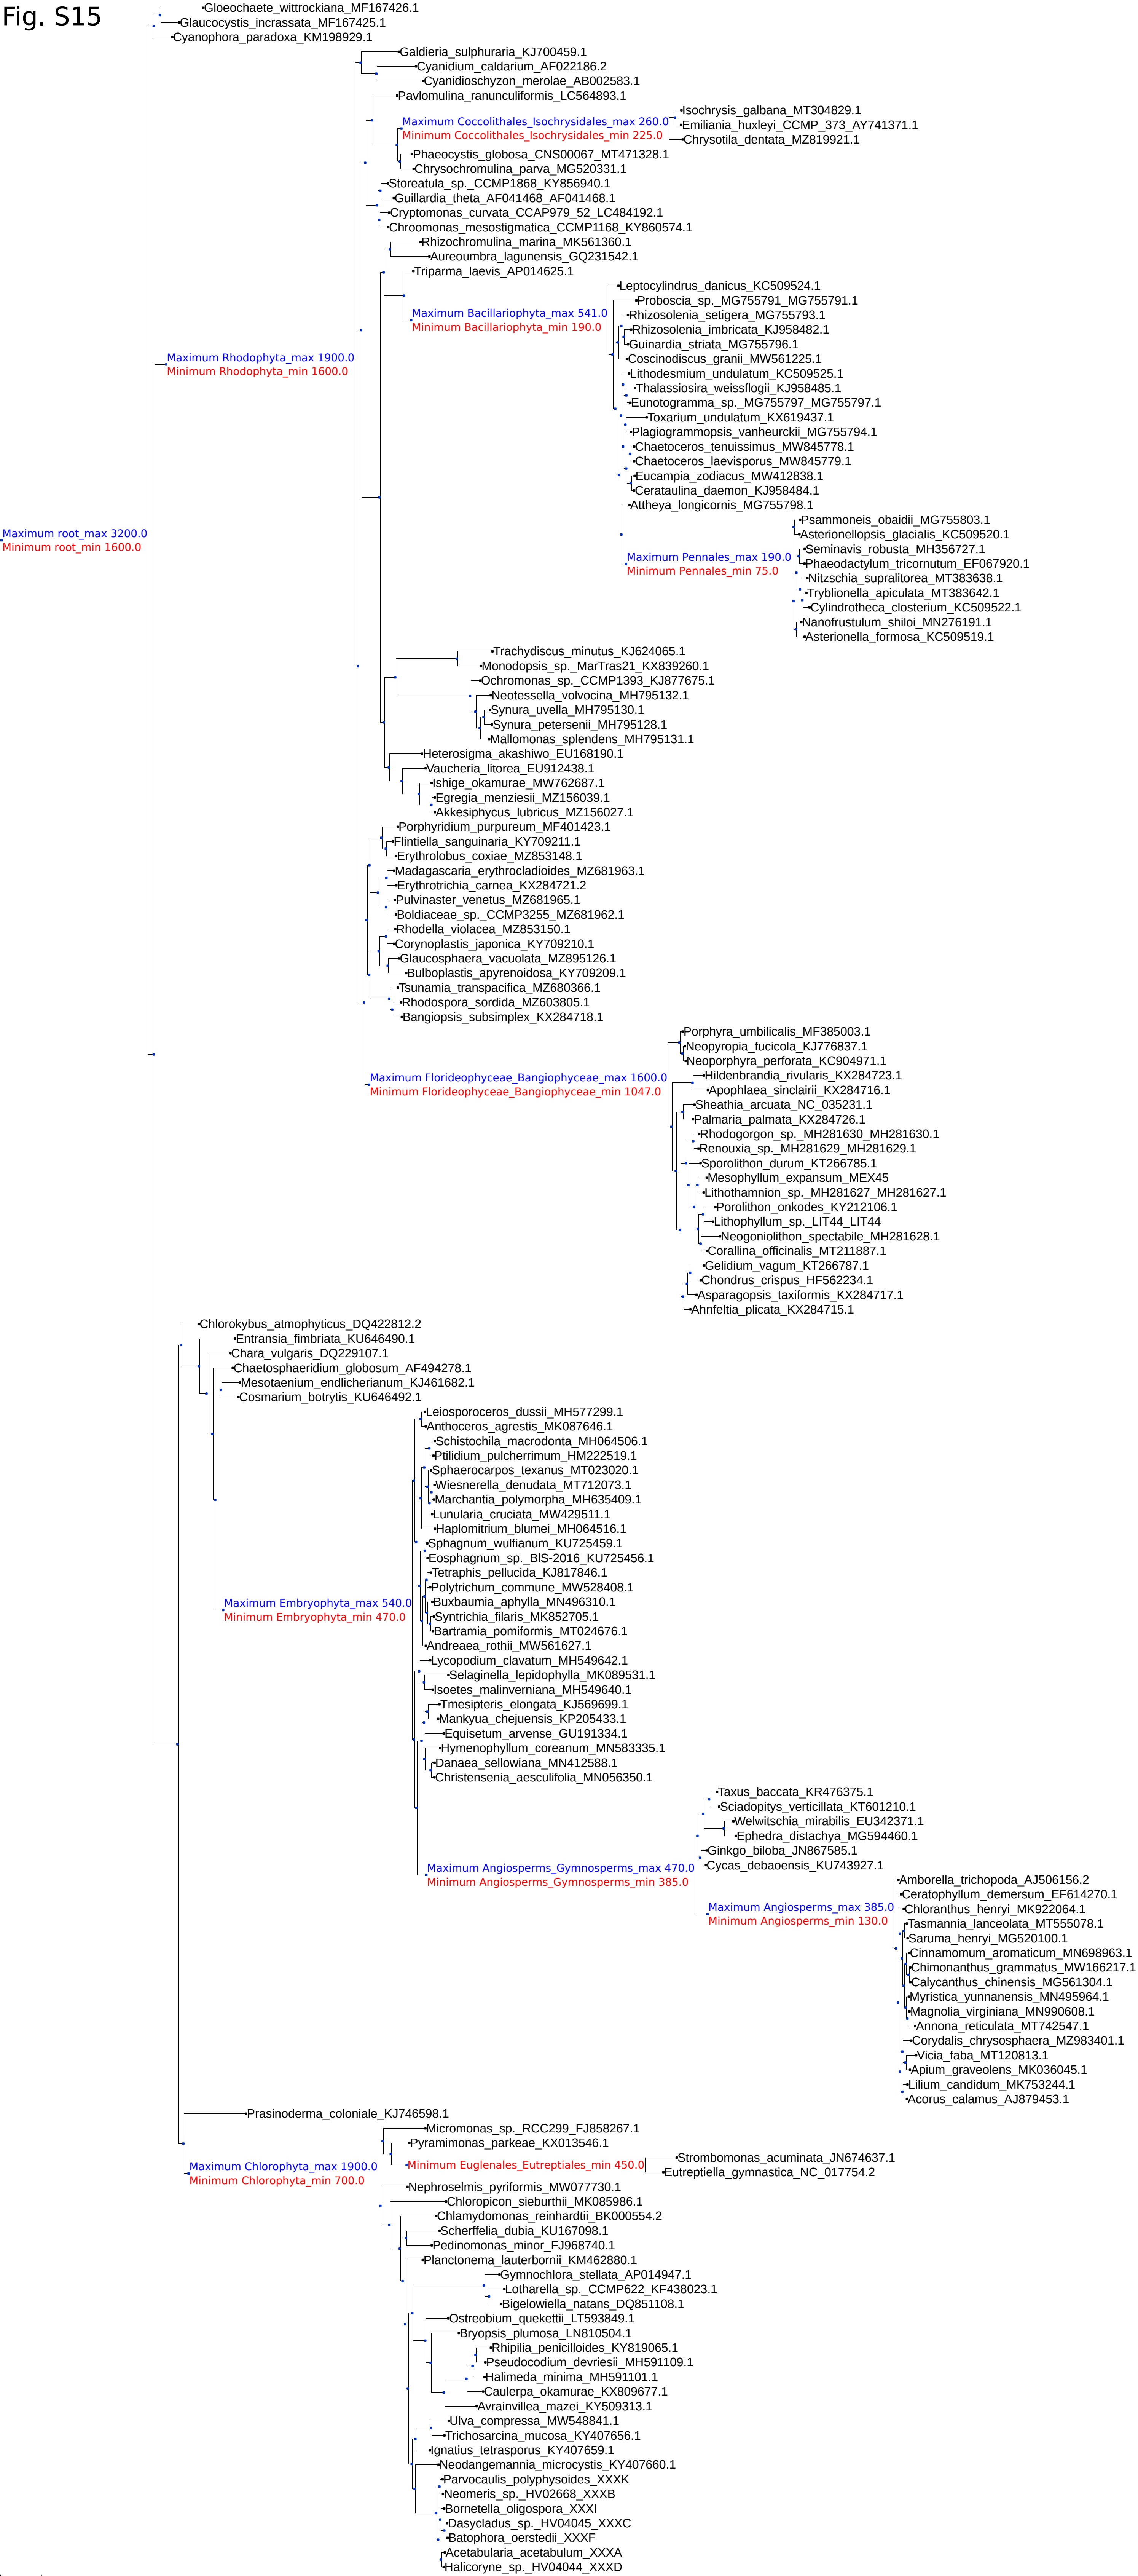 Fig. S15
Gloeochaete_wittrockiana_MF167426.1
Glaucocystis_incrassata_MF167425.1
Cyanophora_paradoxa_KM198929.1
Galdieria_sulphuraria_KJ700459.1
Cyanidium_caldarium_AF022186.2
Cyanidioschyzon_merolae_AB002583.1
Pavlomulina_ranunculiformis_LC564893.1
Isochrysis_galbana_MT304829.1
Maximum Coccolithales_Isochrysidales_max 260.0
Emiliania_huxleyi_CCMP_373_AY741371.1
Minimum Coccolithales_Isochrysidales_min 225.0
Chrysotila_dentata_MZ819921.1
Phaeocystis_globosa_CNS00067_MT471328.1
Chrysochromulina_parva_MG520331.1
Storeatula_sp._CCMP1868_KY856940.1
Guillardia_theta_AF041468_AF041468.1
Cryptomonas_curvata_CCAP979_52_LC484192.1
Chroomonas_mesostigmatica_CCMP1168_KY860574.1
Rhizochromulina_marina_MK561360.1
Aureoumbra_lagunensis_GQ231542.1
Triparma_laevis_AP014625.1
Leptocylindrus_danicus_KC509524.1
Proboscia_sp._MG755791_MG755791.1
Maximum Bacillariophyta_max 541.0
Rhizosolenia_setigera_MG755793.1
Minimum Bacillariophyta_min 190.0
Rhizosolenia_imbricata_KJ958482.1
Guinardia_striata_MG755796.1
Maximum Rhodophyta_max 1900.0
Coscinodiscus_granii_MW561225.1
Minimum Rhodophyta_min 1600.0
Lithodesmium_undulatum_KC509525.1
Thalassiosira_weissflogii_KJ958485.1
Eunotogramma_sp._MG755797_MG755797.1
Toxarium_undulatum_KX619437.1
Plagiogrammopsis_vanheurckii_MG755794.1
Chaetoceros_tenuissimus_MW845778.1
Chaetoceros_laevisporus_MW845779.1
Eucampia_zodiacus_MW412838.1
Cerataulina_daemon_KJ958484.1
Attheya_longicornis_MG755798.1
Psammoneis_obaidii_MG755803.1
Maximum root_max 3200.0
Asterionellopsis_glacialis_KC509520.1
Minimum root_min 1600.0
Seminavis_robusta_MH356727.1
Maximum Pennales_max 190.0
Phaeodactylum_tricornutum_EF067920.1
Minimum Pennales_min 75.0
Nitzschia_supralitorea_MT383638.1
Tryblionella_apiculata_MT383642.1
Cylindrotheca_closterium_KC509522.1
Nanofrustulum_shiloi_MN276191.1
Asterionella_formosa_KC509519.1
Trachydiscus_minutus_KJ624065.1
Monodopsis_sp._MarTras21_KX839260.1
Ochromonas_sp._CCMP1393_KJ877675.1
Neotessella_volvocina_MH795132.1
Synura_uvella_MH795130.1
Synura_petersenii_MH795128.1
Mallomonas_splendens_MH795131.1
Heterosigma_akashiwo_EU168190.1
Vaucheria_litorea_EU912438.1
Ishige_okamurae_MW762687.1
Egregia_menziesii_MZ156039.1
Akkesiphycus_lubricus_MZ156027.1
Porphyridium_purpureum_MF401423.1
Flintiella_sanguinaria_KY709211.1
Erythrolobus_coxiae_MZ853148.1
Madagascaria_erythrocladioides_MZ681963.1
Erythrotrichia_carnea_KX284721.2
Pulvinaster_venetus_MZ681965.1
Boldiaceae_sp._CCMP3255_MZ681962.1
Rhodella_violacea_MZ853150.1
Corynoplastis_japonica_KY709210.1
Glaucosphaera_vacuolata_MZ895126.1
Bulboplastis_apyrenoidosa_KY709209.1
Tsunamia_transpacifica_MZ680366.1
Rhodospora_sordida_MZ603805.1
Bangiopsis_subsimplex_KX284718.1
Porphyra_umbilicalis_MF385003.1
Neopyropia_fucicola_KJ776837.1
Neoporphyra_perforata_KC904971.1
Maximum Florideophyceae_Bangiophyceae_max 1600.0
Hildenbrandia_rivularis_KX284723.1
Minimum Florideophyceae_Bangiophyceae_min 1047.0
Apophlaea_sinclairii_KX284716.1
Sheathia_arcuata_NC_035231.1
Palmaria_palmata_KX284726.1
Rhodogorgon_sp._MH281630_MH281630.1
Renouxia_sp._MH281629_MH281629.1
Sporolithon_durum_KT266785.1
Mesophyllum_expansum_MEX45
Lithothamnion_sp._MH281627_MH281627.1
Porolithon_onkodes_KY212106.1
Lithophyllum_sp._LIT44_LIT44
Neogoniolithon_spectabile_MH281628.1
Corallina_officinalis_MT211887.1
Gelidium_vagum_KT266787.1
Chondrus_crispus_HF562234.1
Asparagopsis_taxiformis_KX284717.1
Ahnfeltia_plicata_KX284715.1
Chlorokybus_atmophyticus_DQ422812.2
Entransia_fimbriata_KU646490.1
Chara_vulgaris_DQ229107.1
Chaetosphaeridium_globosum_AF494278.1
Mesotaenium_endlicherianum_KJ461682.1
Cosmarium_botrytis_KU646492.1
Leiosporoceros_dussii_MH577299.1
Anthoceros_agrestis_MK087646.1
Schistochila_macrodonta_MH064506.1
Ptilidium_pulcherrimum_HM222519.1
Sphaerocarpos_texanus_MT023020.1
Wiesnerella_denudata_MT712073.1
Marchantia_polymorpha_MH635409.1
Lunularia_cruciata_MW429511.1
Haplomitrium_blumei_MH064516.1
Sphagnum_wulfianum_KU725459.1
Eosphagnum_sp._BIS-2016_KU725456.1
Tetraphis_pellucida_KJ817846.1
Polytrichum_commune_MW528408.1
Maximum Embryophyta_max 540.0
Buxbaumia_aphylla_MN496310.1
Minimum Embryophyta_min 470.0
Syntrichia_filaris_MK852705.1
Bartramia_pomiformis_MT024676.1
Andreaea_rothii_MW561627.1
Lycopodium_clavatum_MH549642.1
Selaginella_lepidophylla_MK089531.1
Isoetes_malinverniana_MH549640.1
Tmesipteris_elongata_KJ569699.1
Mankyua_chejuensis_KP205433.1
Equisetum_arvense_GU191334.1
Hymenophyllum_coreanum_MN583335.1
Danaea_sellowiana_MN412588.1
Christensenia_aesculifolia_MN056350.1
Taxus_baccata_KR476375.1
Sciadopitys_verticillata_KT601210.1
Welwitschia_mirabilis_EU342371.1
Ephedra_distachya_MG594460.1
Ginkgo_biloba_JN867585.1
Maximum Angiosperms_Gymnosperms_max 470.0
Cycas_debaoensis_KU743927.1
Minimum Angiosperms_Gymnosperms_min 385.0
Amborella_trichopoda_AJ506156.2
Ceratophyllum_demersum_EF614270.1
Maximum Angiosperms_max 385.0
Chloranthus_henryi_MK922064.1
Minimum Angiosperms_min 130.0
Tasmannia_lanceolata_MT555078.1
Saruma_henryi_MG520100.1
Cinnamomum_aromaticum_MN698963.1
Chimonanthus_grammatus_MW166217.1
Calycanthus_chinensis_MG561304.1
Myristica_yunnanensis_MN495964.1
Magnolia_virginiana_MN990608.1
Annona_reticulata_MT742547.1
Corydalis_chrysosphaera_MZ983401.1
Vicia_faba_MT120813.1
Apium_graveolens_MK036045.1
Lilium_candidum_MK753244.1
Acorus_calamus_AJ879453.1
Prasinoderma_coloniale_KJ746598.1
Micromonas_sp._RCC299_FJ858267.1
Pyramimonas_parkeae_KX013546.1
Strombomonas_acuminata_JN674637.1
Maximum Chlorophyta_max 1900.0
Minimum Euglenales_Eutreptiales_min 450.0
Eutreptiella_gymnastica_NC_017754.2
Minimum Chlorophyta_min 700.0
Nephroselmis_pyriformis_MW077730.1
Chloropicon_sieburthii_MK085986.1
Chlamydomonas_reinhardtii_BK000554.2
Scherffelia_dubia_KU167098.1
Pedinomonas_minor_FJ968740.1
Planctonema_lauterbornii_KM462880.1
Gymnochlora_stellata_AP014947.1
Lotharella_sp._CCMP622_KF438023.1
Bigelowiella_natans_DQ851108.1
Ostreobium_quekettii_LT593849.1
Bryopsis_plumosa_LN810504.1
Rhipilia_penicilloides_KY819065.1
Pseudocodium_devriesii_MH591109.1
Halimeda_minima_MH591101.1
Caulerpa_okamurae_KX809677.1
Avrainvillea_mazei_KY509313.1
Ulva_compressa_MW548841.1
Trichosarcina_mucosa_KY407656.1
Ignatius_tetrasporus_KY407659.1
Neodangemannia_microcystis_KY407660.1
Parvocaulis_polyphysoides_XXXK
Neomeris_sp._HV02668_XXXB
Bornetella_oligospora_XXXI
Dasycladus_sp._HV04045_XXXC
Batophora_oerstedii_XXXF
Acetabularia_acetabulum_XXXA
Halicoryne_sp._HV04044_XXXD